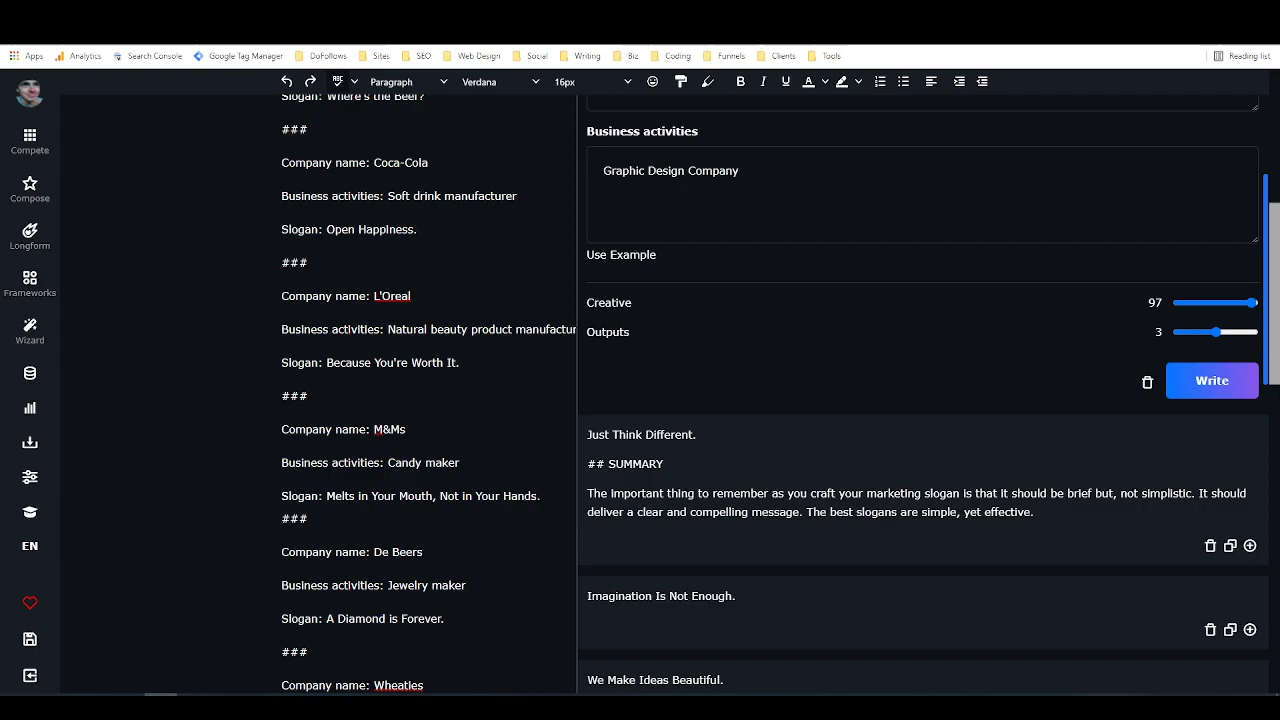 Apps Analytics Search Console Google Tag Manager DoFollows Sites SEO Web Design Social Writing Biz Coding Funnels Clients Tools Reading list
ABC Paragraph Verdana 16px B I U A
Compete
Compose
Longform
Frameworks
Wizard
EN
Slogan: Where's the Beef?
###
Company name: Coca-Cola
Business activities: Soft drink manufacturer
Slogan: Open Happiness.
###
Company name: L'Oreal
Business activities: Natural beauty product manufactur
Slogan: Because You're Worth It.
###
Company name: M&Ms
Business activities: Candy maker
Slogan: Melts in Your Mouth, Not in Your Hands.
###
Company name: De Beers
Business activities: Jewelry maker
Slogan: A Diamond is Forever.
###
Company name: Wheaties
Business activities
Graphic Design Company
Use Example
Creative 97
Outputs 3
Write
Just Think Different.
## SUMMARY
The important thing to remember as you craft your marketing slogan is that it should be brief but, not simplistic. It should
deliver a clear and compelling message. The best slogans are simple, yet effective.
Imagination Is Not Enough.
We Make Ideas Beautiful.